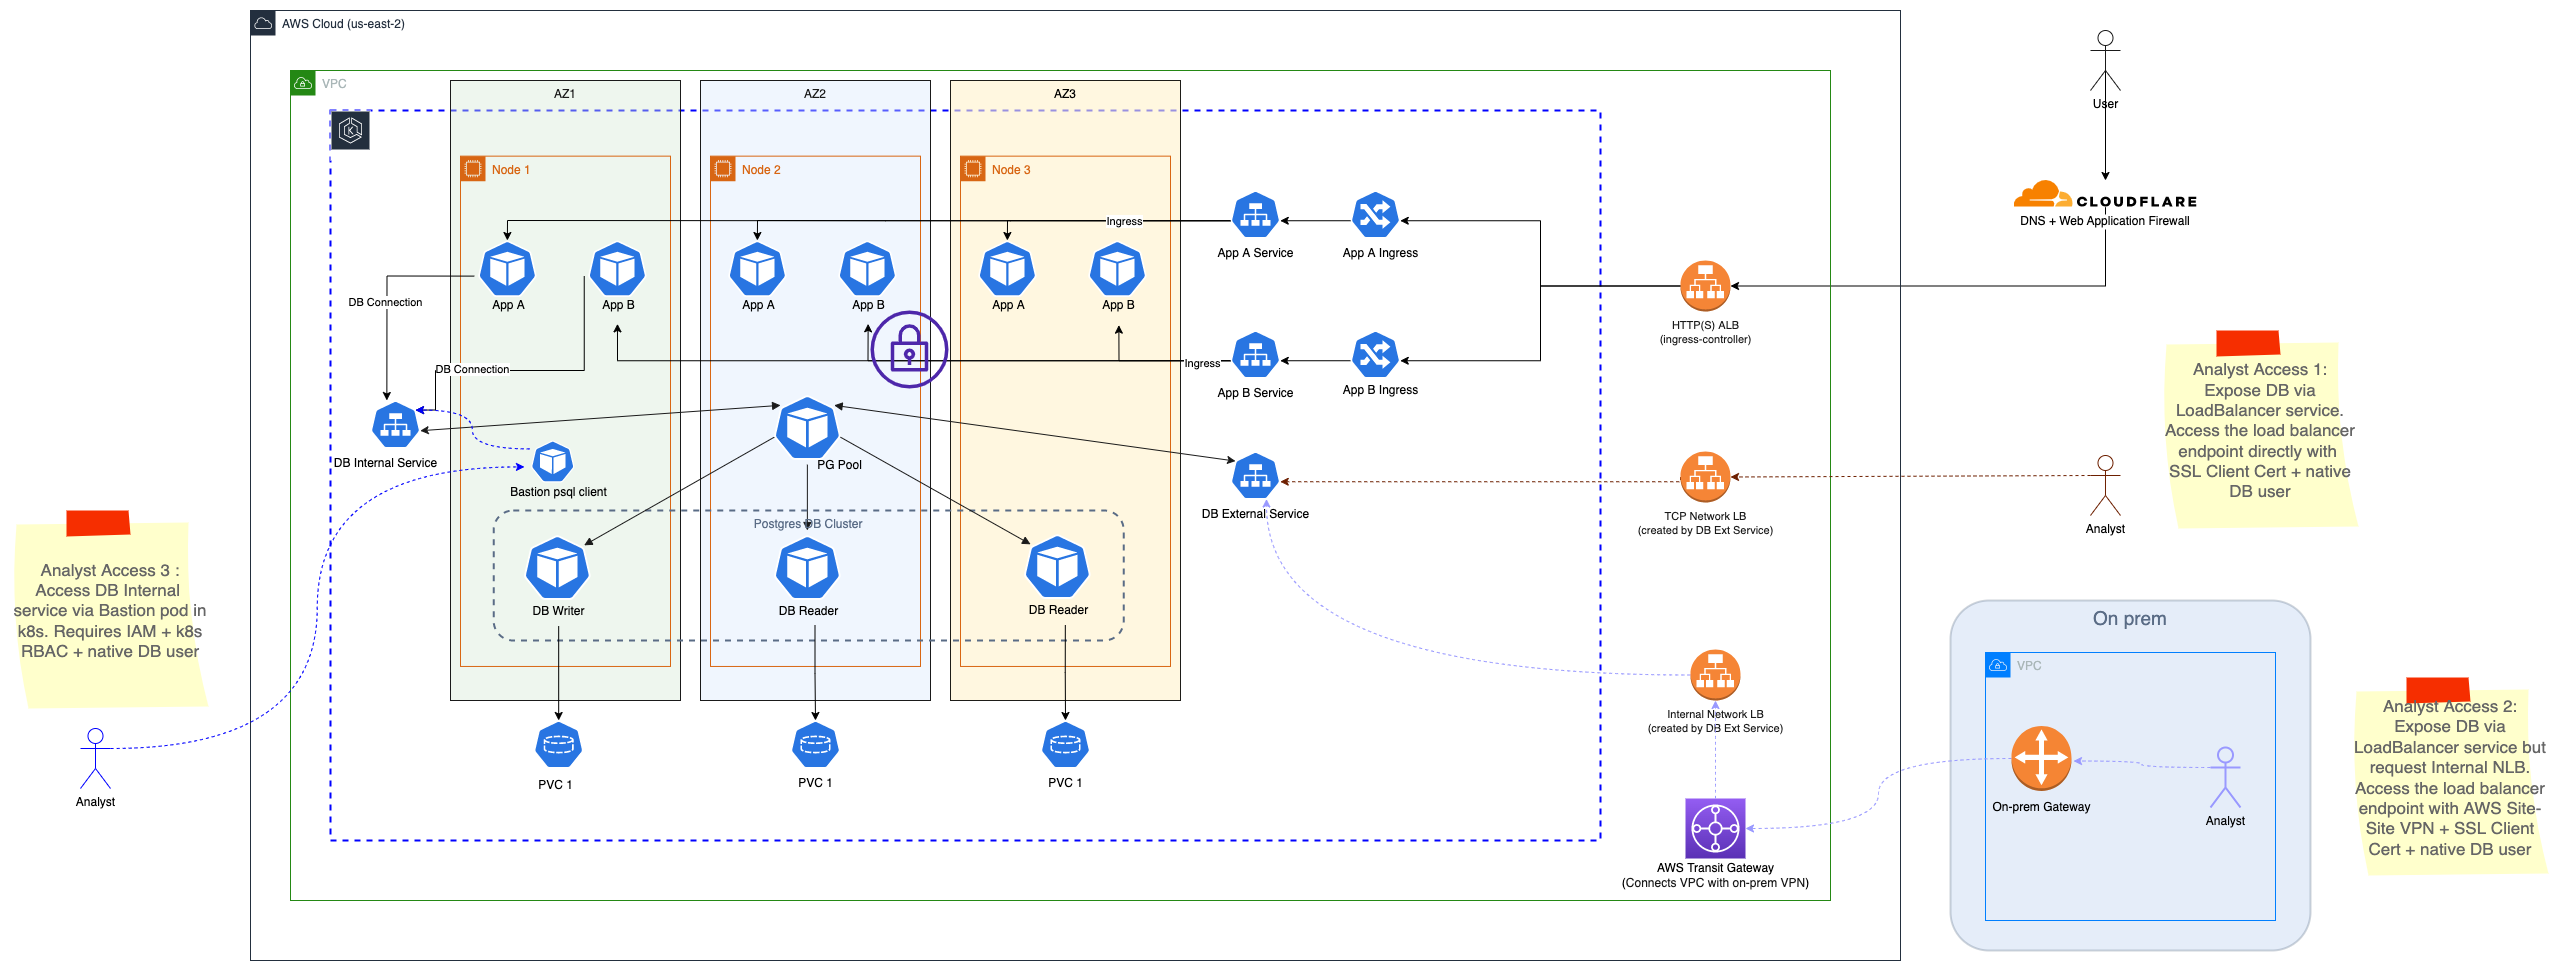 AWS Cloud (us-east-2)
VPC
AZ1
AZ2
AZ3
Node 1
Node 2
Node 3
User
CLOUDFLARE
DNS + Web Application Firewall
Ingress
App A Service
App A Ingress
App A
App B
App A
App B
App A
App B
DB Connection
DB Connection
HTTP(S) ALB
(ingress-controller)
Ingress
App B Service
App B Ingress
Analyst Access 1:
Expose DB via
LoadBalancer service.
Access the load balancer
endpoint directly with
SSL Client Cert + native
DB user
DB Internal Service
PG Pool
Bastion psql client
DB External Service
TCP Network LB
(created by DB Ext Service)
Analyst
Postgres DB Cluster
DB Writer
DB Reader
DB Reader
Analyst Access 3 :
Access DB Internal
service via Bastion pod in
k8s. Requires IAM + k8s
RBAC + native DB user
Analyst
PVC 1
PVC 1
PVC 1
Internal Network LB
(created by DB Ext Service)
AWS Transit Gateway
(Connects VPC with on-prem VPN)
On prem
VPC
On-prem Gateway
Analyst
Analyst Access 2:
Expose DB via
LoadBalancer service but
request Internal NLB.
Access the load balancer
endpoint with AWS Site-
Site VPN + SSL Client
Cert + native DB user